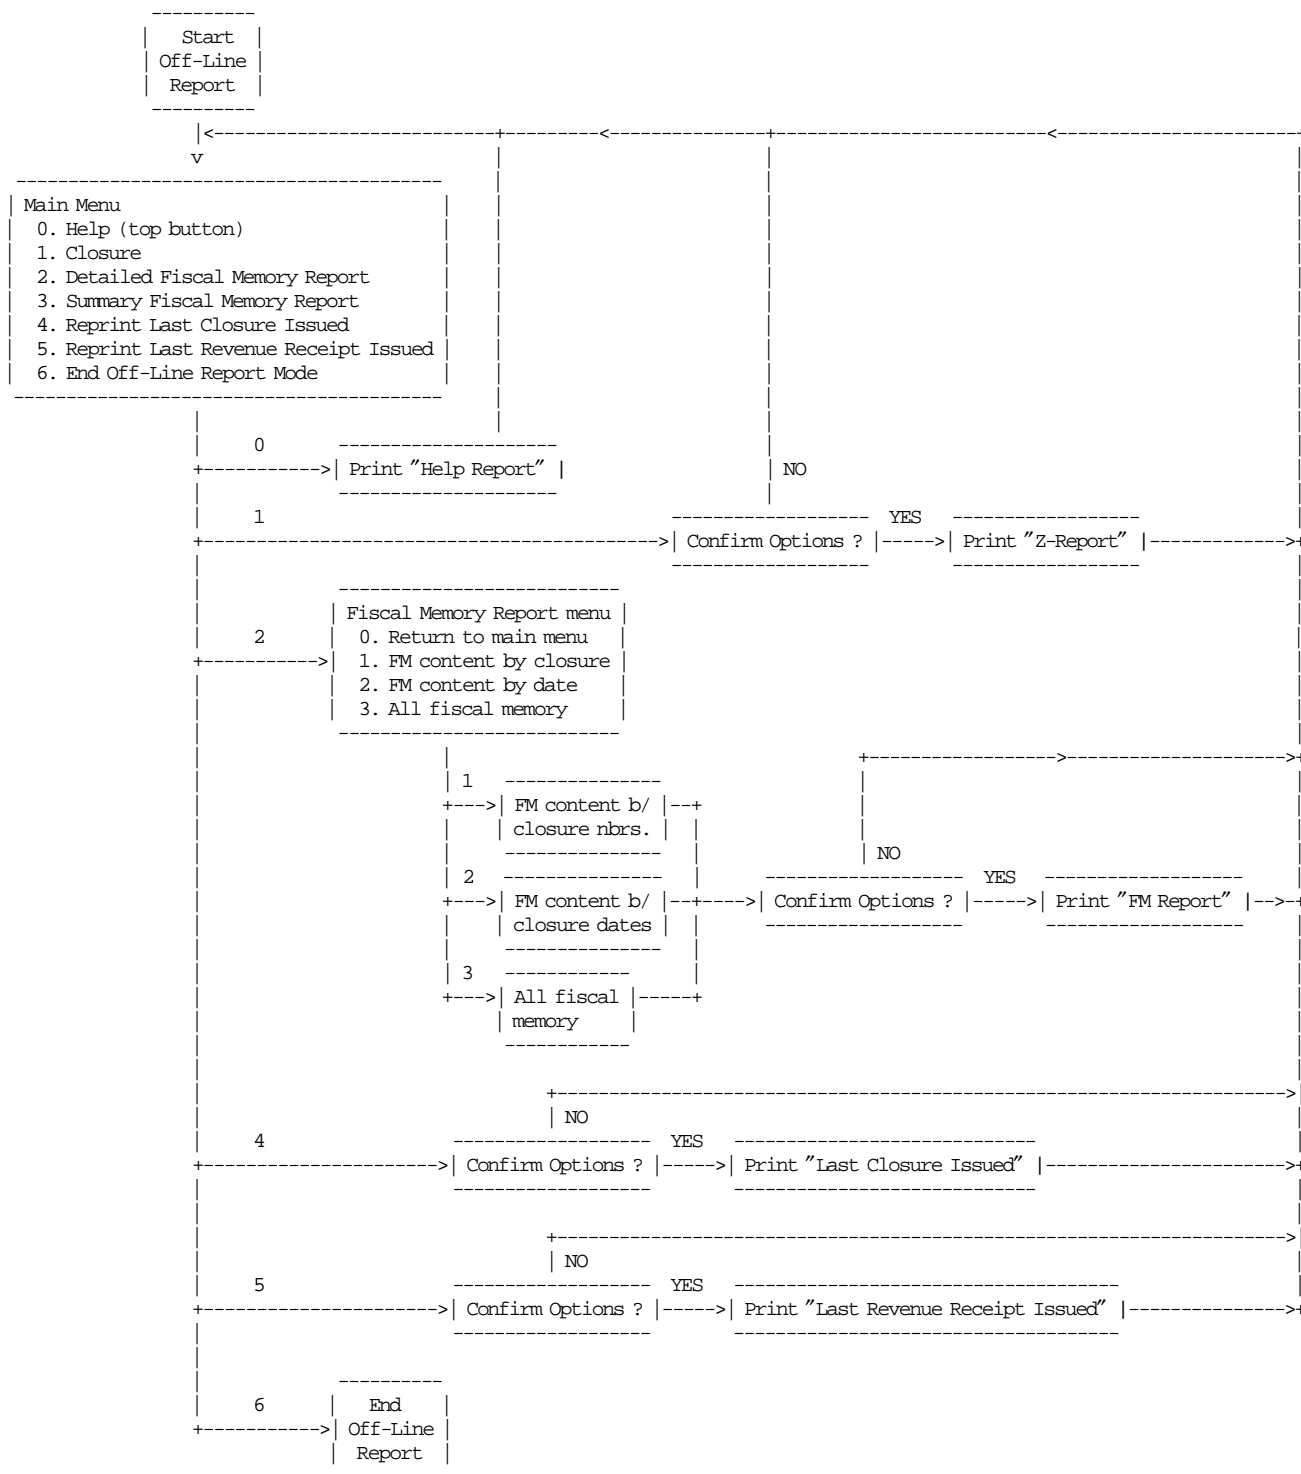 Start
Off-Line
Report
Main Menu
0. Help (top button)
1. Closure
2. Detailed Fiscal Memory Report
3. Summary Fiscal Memory Report
4. Reprint Last Closure Issued
5. Reprint Last Revenue Receipt Issued
6. End Off-Line Report Mode
0
Print "Help Report"
NO
1
Confirm Options ?
YES
Print "Z-Report"
Fiscal Memory Report menu
0. Return to main menu
1. FM content by closure
2. FM content by date
3. All fiscal memory
2
1
FM content b/
closure nbrs.
NO
2
FM content b/
closure dates
Confirm Options ?
YES
Print "FM Report"
3
All fiscal
memory
NO
4
Confirm Options ?
YES
Print "Last Closure Issued"
NO
5
Confirm Options ?
YES
Print "Last Revenue Receipt Issued"
6
End
Off-Line
Report